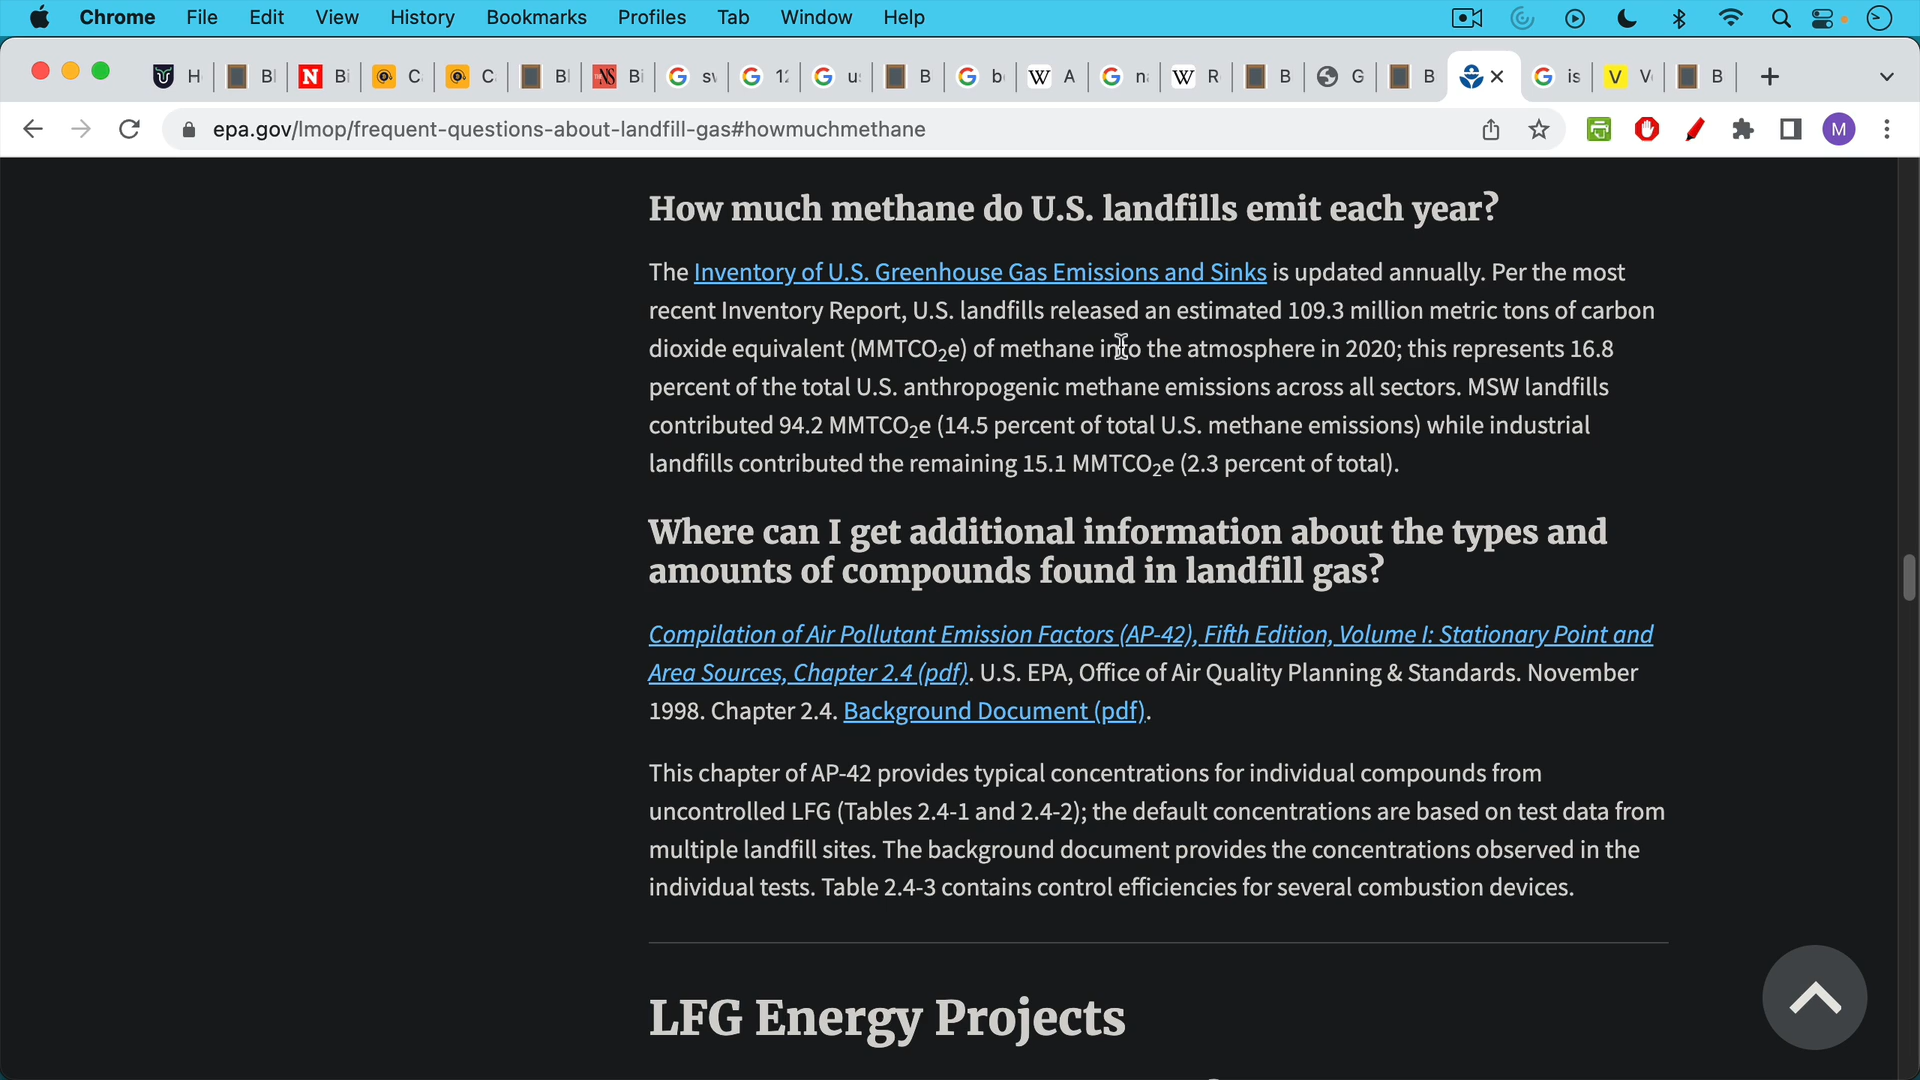 Chrome File Edit View History Bookmarks Profiles Tab Window Help
H Bl N Bi C C Bl NS Bi G sv G 1: G u: B G b W A G n W R B G B G is V V B
epa.gov/lmop/frequent-questions-about-landfill-gas#howmuchmethane M
How much methane do U.S. landfills emit each year?
The Inventory of U.S. Greenhouse Gas Emissions and Sinks is updated annually. Per the most
recent Inventory Report, U.S. landfills released an estimated 109.3 million metric tons of carbon
dioxide equivalent (MMTCO₂e) of methane into the atmosphere in 2020; this represents 16.8
percent of the total U.S. anthropogenic methane emissions across all sectors. MSW landfills
contributed 94.2 MMTCO₂e (14.5 percent of total U.S. methane emissions) while industrial
landfills contributed the remaining 15.1 MMTCO₂e (2.3 percent of total).
Where can I get additional information about the types and
amounts of compounds found in landfill gas?
Compilation of Air Pollutant Emission Factors (AP-42), Fifth Edition, Volume I: Stationary Point and
Area Sources, Chapter 2.4 (pdf). U.S. EPA, Office of Air Quality Planning & Standards. November
1998. Chapter 2.4. Background Document (pdf).
This chapter of AP-42 provides typical concentrations for individual compounds from
uncontrolled LFG (Tables 2.4-1 and 2.4-2); the default concentrations are based on test data from
multiple landfill sites. The background document provides the concentrations observed in the
individual tests. Table 2.4-3 contains control efficiencies for several combustion devices.
LFG Energy Projects